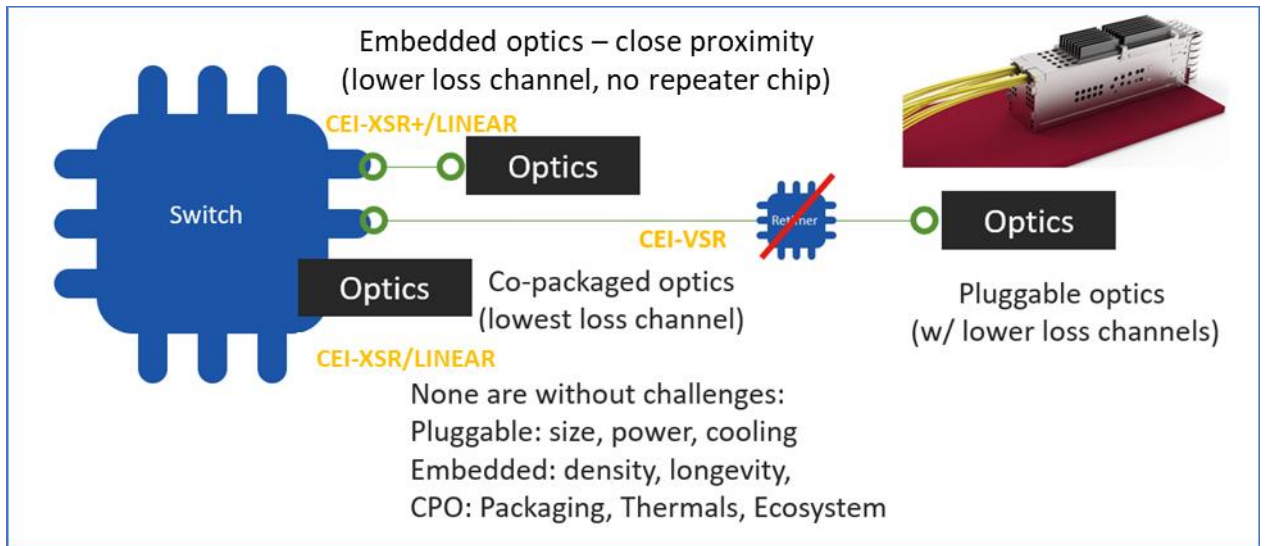 Embedded optics – close proximity
(lower loss channel, no repeater chip)
CEI-XSR+/LINEAR
Optics
Switch
Retimer
CEI-VSR
Optics
Optics
Co-packaged optics
(lowest loss channel)
Pluggable optics
(w/ lower loss channels)
CEI-XSR/LINEAR
None are without challenges:
Pluggable: size, power, cooling
Embedded: density, longevity,
CPO: Packaging, Thermals, Ecosystem